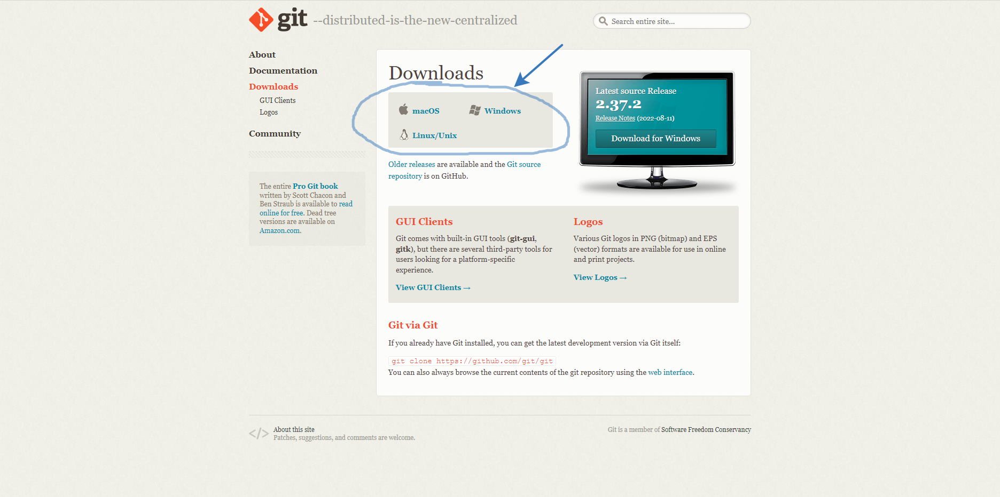 git --distributed-is-the-new-centralized
Search entire site...
About
Documentation
Downloads
GUI Clients
Logos
Community
The entire Pro Git book
written by Scott Chacon and
Ben Straub is available to read
online for free. Dead tree
versions are available on
Amazon.com.
Downloads
macOS
Windows
Linux/Unix
Older releases are available and the Git source
repository is on GitHub.
Latest source Release
2.37.2
Release Notes (2022-08-11)
Download for Windows
GUI Clients
Git comes with built-in GUI tools (git-gui,
gitk), but there are several third-party tools for
users looking for a platform-specific
experience.
View GUI Clients →
Logos
Various Git logos in PNG (bitmap) and EPS
(vector) formats are available for use in online
and print projects.
View Logos →
Git via Git
If you already have Git installed, you can get the latest development version via Git itself:
git clone https://github.com/git/git
You can also always browse the current contents of the git repository using the web interface.
</> About this site
Patches, suggestions, and comments are welcome.
Git is a member of Software Freedom Conservancy